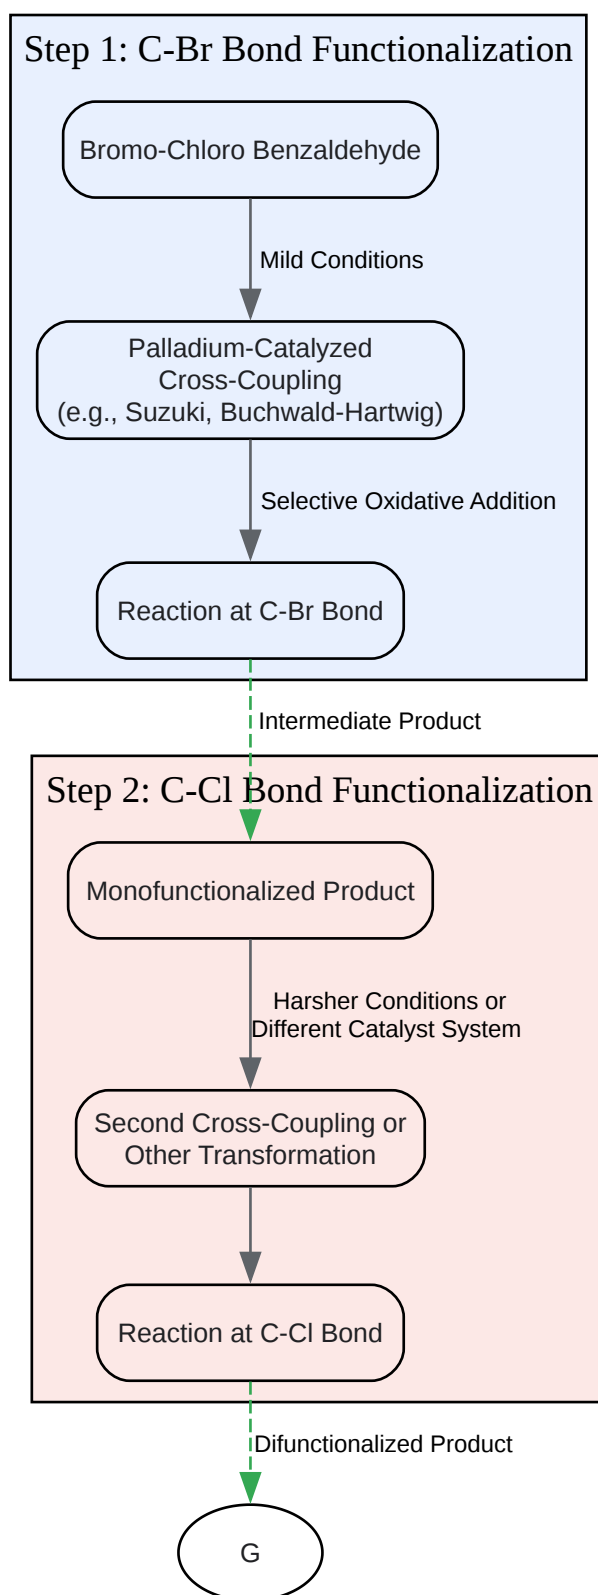 Step 1: C-Br Bond Functionalization
Bromo-Chloro Benzaldehyde
Mild Conditions
Palladium-Catalyzed
Cross-Coupling
(e.g., Suzuki, Buchwald-Hartwig)
Selective Oxidative Addition
Reaction at C-Br Bond
Intermediate Product
Step 2: C-Cl Bond Functionalization
Monofunctionalized Product
Harsher Conditions or
Different Catalyst System
Second Cross-Coupling or
Other Transformation
Reaction at C-Cl Bond
Difunctionalized Product
G